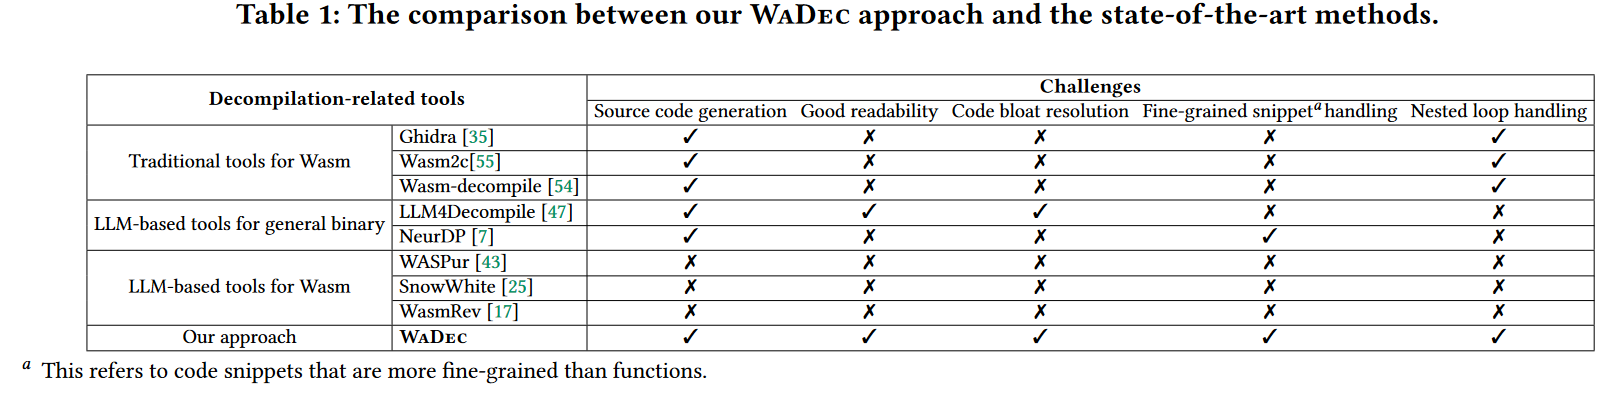 Table 1: The comparison between our WaDec approach and the state-of-the-art methods.
Decompilation-related tools Challenges
Source code generation Good readability Code bloat resolution Fine-grained snippetᵃ handling Nested loop handling
Traditional tools for Wasm Ghidra [35] ✓ ✗ ✗ ✗ ✓
Wasm2c[55] ✓ ✗ ✗ ✗ ✓
Wasm-decompile [54] ✓ ✗ ✗ ✗ ✓
LLM-based tools for general binary LLM4Decompile [47] ✓ ✓ ✓ ✗ ✗
NeurDP [7] ✓ ✗ ✗ ✓ ✗
LLM-based tools for Wasm WASPur [43] ✗ ✗ ✗ ✗ ✗
SnowWhite [25] ✗ ✗ ✗ ✗ ✗
WasmRev [17] ✗ ✗ ✗ ✗ ✗
Our approach WaDec ✓ ✓ ✓ ✓ ✓
ᵃ This refers to code snippets that are more fine-grained than functions.